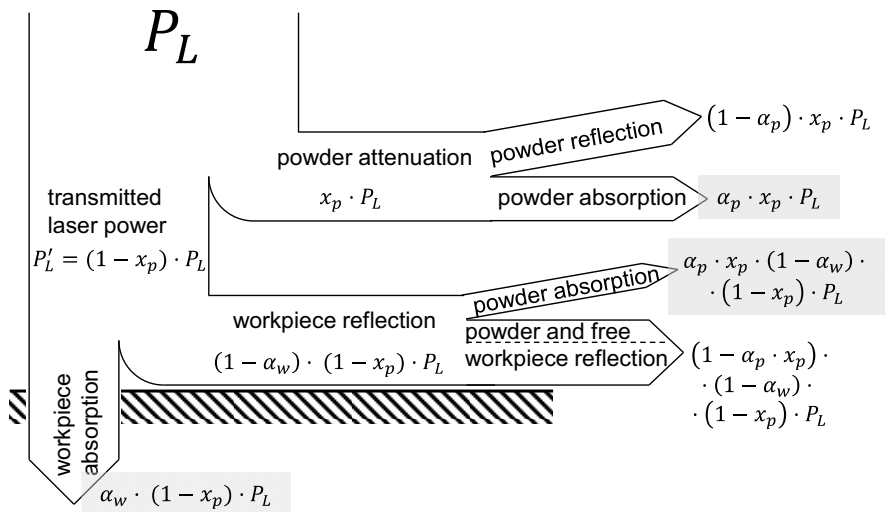 P_L
(1 − α_p) · x_p · P_L
powder reflection
powder attenuation
x_p · P_L
powder absorption
α_p · x_p · P_L
transmitted
laser power
P′_L = (1 − x_p) · P_L
powder absorption
α_p · x_p · (1 − α_w) ·
· (1 − x_p) · P_L
workpiece reflection
(1 − α_w) · (1 − x_p) · P_L
powder and free
workpiece reflection
(1 − α_p · x_p) ·
· (1 − α_w) ·
· (1 − x_p) · P_L
workpiece
absorption
α_w · (1 − x_p) · P_L